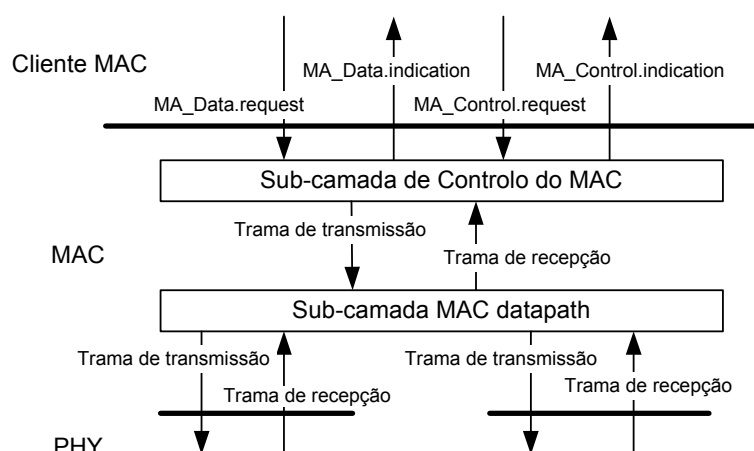 Cliente MAC
MA_Data.indication
MA_Control.indication
MA_Data.request
MA_Control.request
Sub-camada de Controlo do MAC
Trama de transmissão
MAC
Trama de recepção
Sub-camada MAC datapath
Trama de transmissão
Trama de transmissão
Trama de recepção
Trama de recepção
PHY